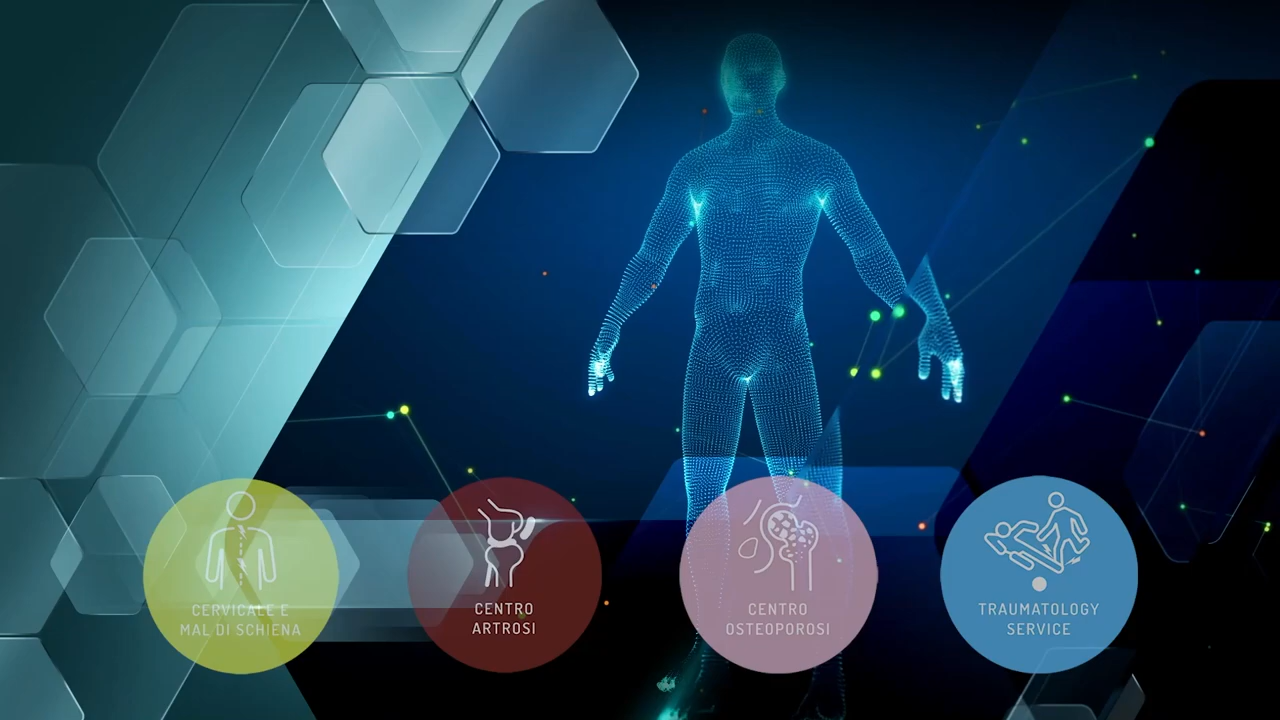 CERVICALE E
MAL DI SCHIENA
CENTRO
ARTROSI
CENTRO
OSTEOPOROSI
TRAUMATOLOGY
SERVICE